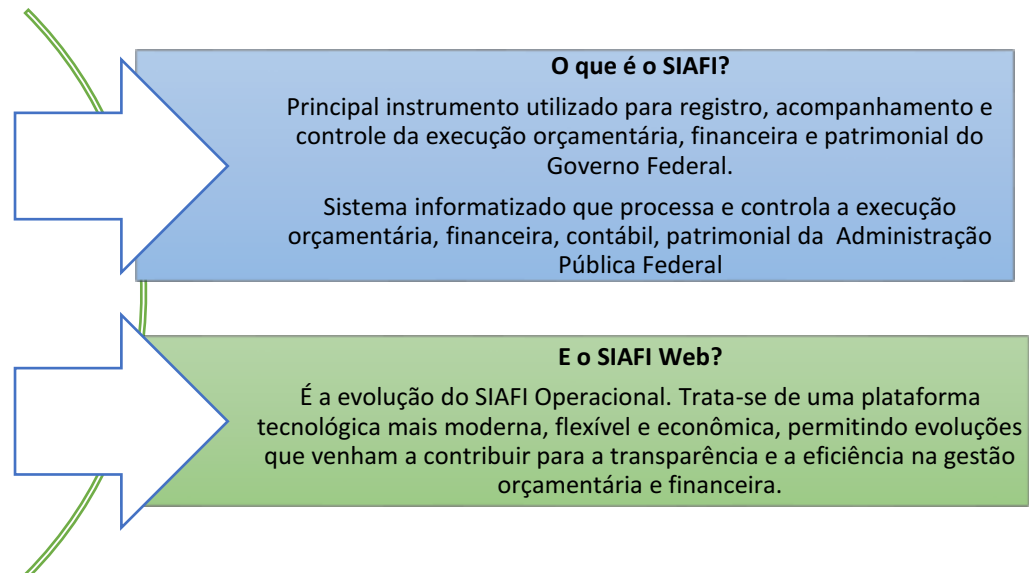 O que é o SIAFI?
Principal instrumento utilizado para registro, acompanhamento e
controle da execução orçamentária, financeira e patrimonial do
Governo Federal.
Sistema informatizado que processa e controla a execução
orçamentária, financeira, contábil, patrimonial da Administração
Pública Federal
E o SIAFI Web?
É a evolução do SIAFI Operacional. Trata-se de uma plataforma
tecnológica mais moderna, flexível e econômica, permitindo evoluções
que venham a contribuir para a transparência e a eficiência na gestão
orçamentária e financeira.